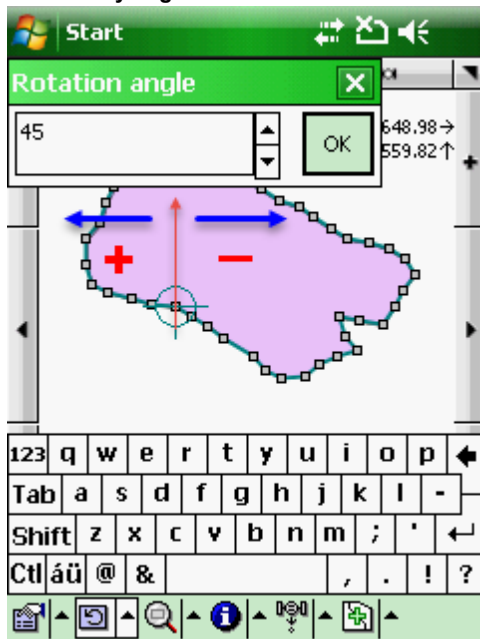 Start
Rotation angle
45
OK
648.98→
559.82↑
+ −
123 q w e r t y u i o p
Tab a s d f g h j k l -
Shift z x c v b n m ; '
Ctl áü @ & , . ! ?